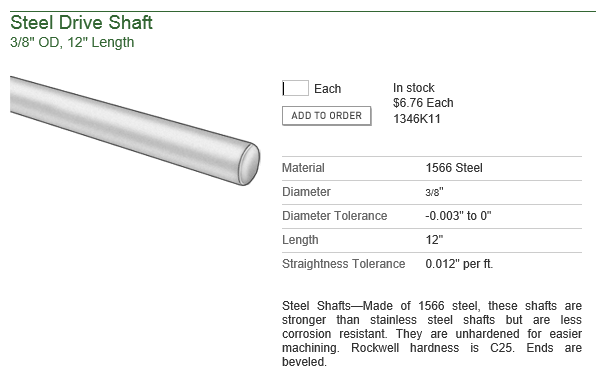 Steel Drive Shaft
3/8" OD, 12" Length
Each
In stock
$6.76 Each
ADD TO ORDER
1346K11
Material 1566 Steel
Diameter 3/8"
Diameter Tolerance -0.003" to 0"
Length 12"
Straightness Tolerance 0.012" per ft.
Steel Shafts—Made of 1566 steel, these shafts are
stronger than stainless steel shafts but are less
corrosion resistant. They are unhardened for easier
machining. Rockwell hardness is C25. Ends are
beveled.